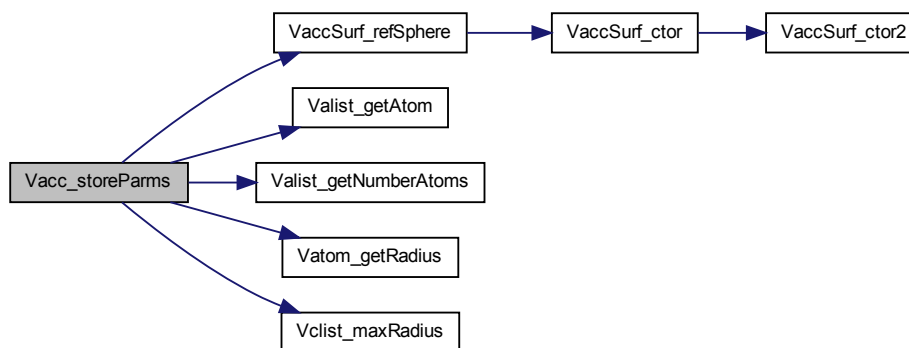 VaccSurf_refSphere
VaccSurf_ctor
VaccSurf_ctor2
Valist_getAtom
Vacc_storeParms
Valist_getNumberAtoms
Vatom_getRadius
Vclist_maxRadius